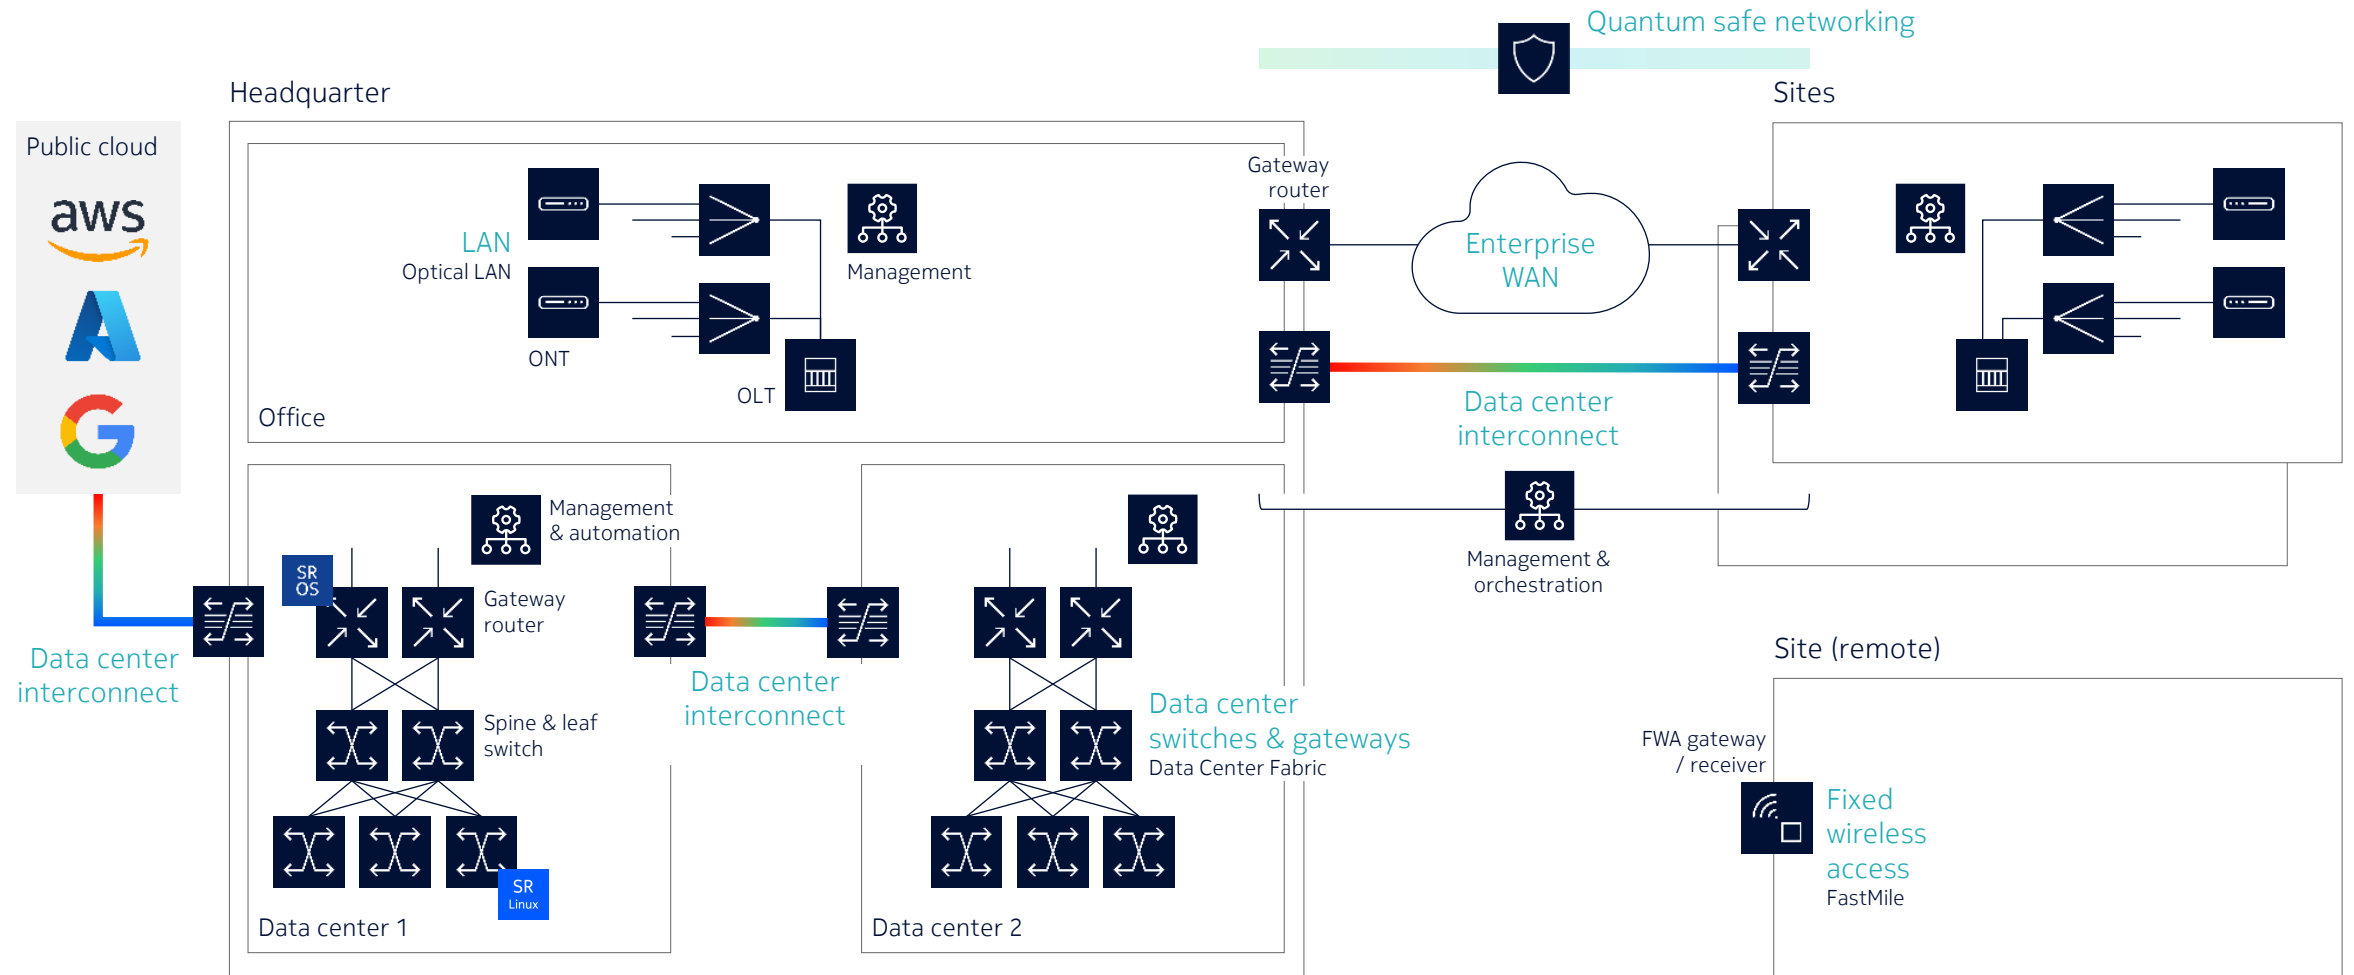 Quantum safe networking
Headquarter
Sites
Public cloud
aws
Gateway
router
LAN
Optical LAN
Management
Enterprise
WAN
ONT
OLT
Office
Data center
interconnect
Management
& automation
SR
OS
Gateway
router
Management &
orchestration
Data center
interconnect
Data center
interconnect
Spine & leaf
switch
Data center
switches & gateways
Data Center Fabric
Site (remote)
FWA gateway
/ receiver
Fixed
wireless
access
FastMile
SR
Linux
Data center 1
Data center 2